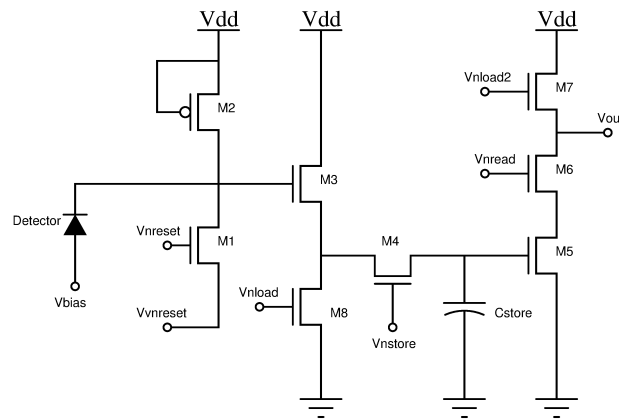 Vdd Vdd Vdd
Vnload2 M7
M2
Vou
Vnread M6
M3
Detector Vnreset M1 M4 M5
Vbias Vnload Cstore
Vvnreset M8
Vnstore